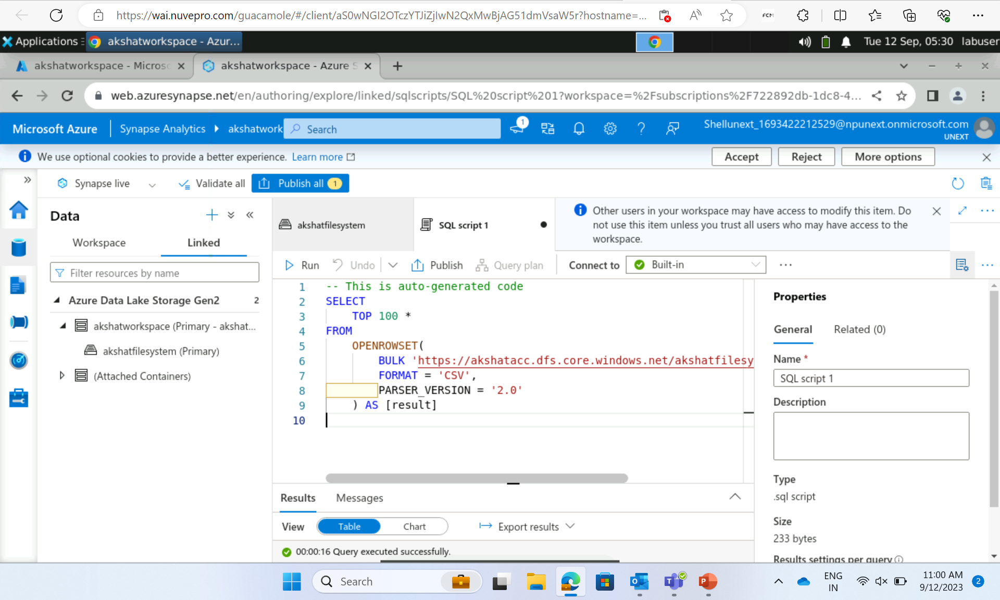 https://wai.nuvepro.com/guacamole/#/client/aS0wNGI2OTczYTJiZjIwN2QxMwBjAG51dmVsaW5r?hostname=...
FCM
Applications
akshatworkspace - Azur...
Tue 12 Sep, 05:30 labuser
akshatworkspace - Micros
akshatworkspace - Azure S
web.azuresynapse.net/en/authoring/explore/linked/sqlscripts/SQL%20script%201?workspace=%2Fsubscriptions%2F722892db-1dc8-4...
Microsoft Azure
Synapse Analytics
akshatwork
Search
1
Shellunext_1693422212529@npunext.onmicrosoft.com
UNEXT
We use optional cookies to provide a better experience. Learn more
Accept
Reject
More options
Synapse live
Validate all
Publish all 1
Data
Workspace
Linked
Filter resources by name
Azure Data Lake Storage Gen2 2
akshatworkspace (Primary - akshat...
akshatfilesystem (Primary)
(Attached Containers)
akshatfilesystem
SQL script 1
Other users in your workspace may have access to modify this item. Do
not use this item unless you trust all users who may have access to the
workspace.
Run
Undo
Publish
Query plan
Connect to
Built-in
1 -- This is auto-generated code
2 SELECT
3 TOP 100 *
4 FROM
5 OPENROWSET(
6 BULK 'https://akshatacc.dfs.core.windows.net/akshatfilesy
7 FORMAT = 'CSV',
8 PARSER_VERSION = '2.0'
9 ) AS [result]
10
Results
Messages
View
Table
Chart
Export results
00:00:16 Query executed successfully.
Properties
General
Related (0)
Name *
SQL script 1
Description
Type
.sql script
Size
233 bytes
Results settings per query
Search
ENG
IN
11:00 AM
9/12/2023
2